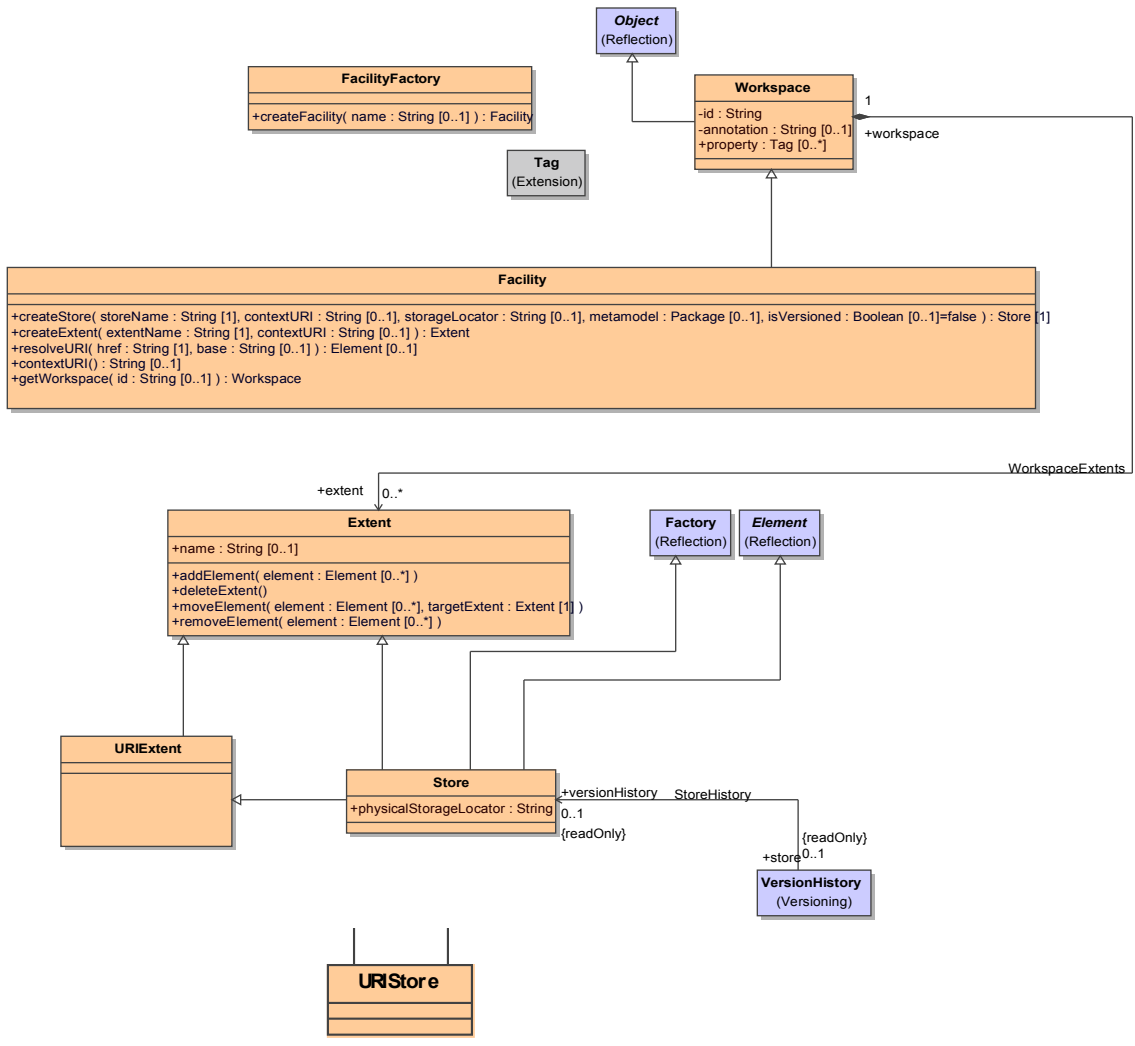 Object
(Reflection)
FacilityFactory
+createFacility( name : String [0..1] ) : Facility
Workspace
-id : String
-annotation : String [0..1]
+property : Tag [0..*]
1
+workspace
Tag
(Extension)
Facility
+createStore( storeName : String [1], contextURI : String [0..1], storageLocator : String [0..1], metamodel : Package [0..1], isVersioned : Boolean [0..1]=false ) : Store [1]
+createExtent( extentName : String [1], contextURI : String [0..1] ) : Extent
+resolveURI( href : String [1], base : String [0..1] ) : Element [0..1]
+contextURI() : String [0..1]
+getWorkspace( id : String [0..1] ) : Workspace
WorkspaceExtents
+extent
0..*
Extent
+name : String [0..1]
+addElement( element : Element [0..*] )
+deleteExtent()
+moveElement( element : Element [0..*], targetExtent : Extent [1] )
+removeElement( element : Element [0..*] )
Factory
(Reflection)
Element
(Reflection)
URIExtent
Store
+physicalStorageLocator : String
+versionHistory
StoreHistory
0..1
{readOnly}
{readOnly}
+store
0..1
VersionHistory
(Versioning)
URIStore